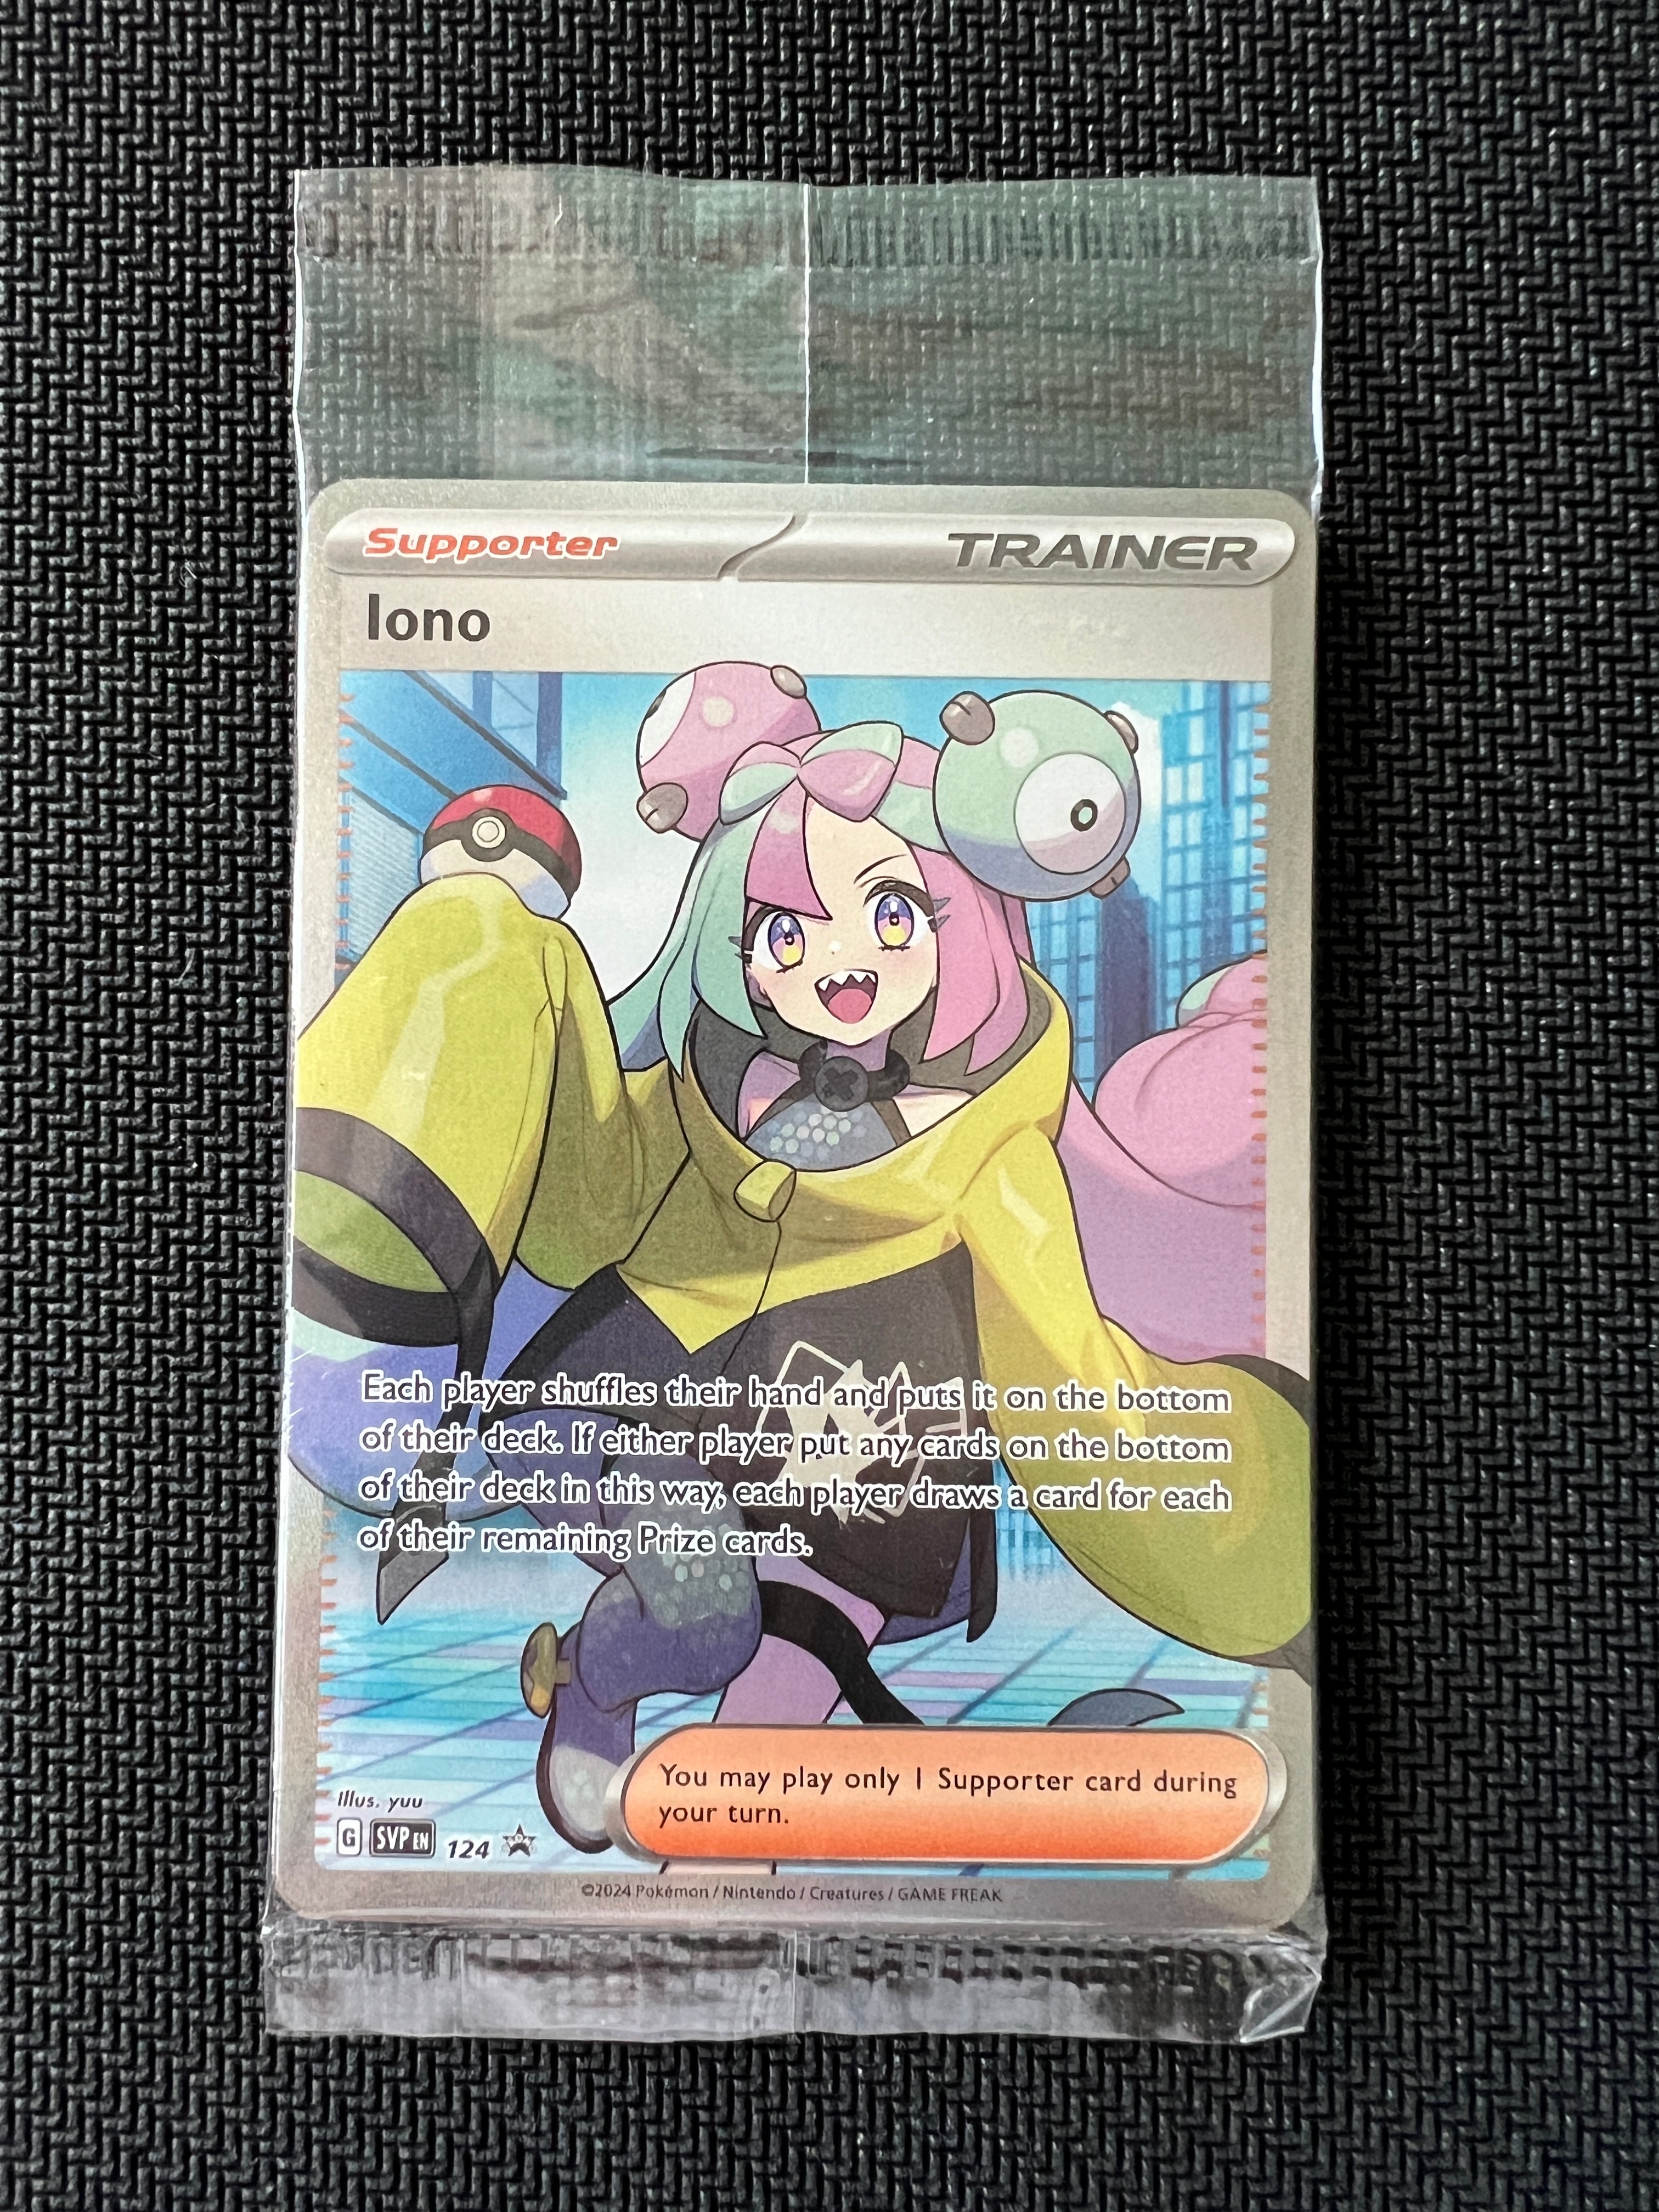 Supporter TRAINER
Iono
Each player shuffles their hand and puts it on the bottom
of their deck. If either player put any cards on the bottom
of their deck in this way, each player draws a card for each
of their remaining Prize cards.
You may play only 1 Supporter card during
your turn.
Illus. yuu
G SVP EN 124
©2024 Pokémon / Nintendo / Creatures / GAME FREAK